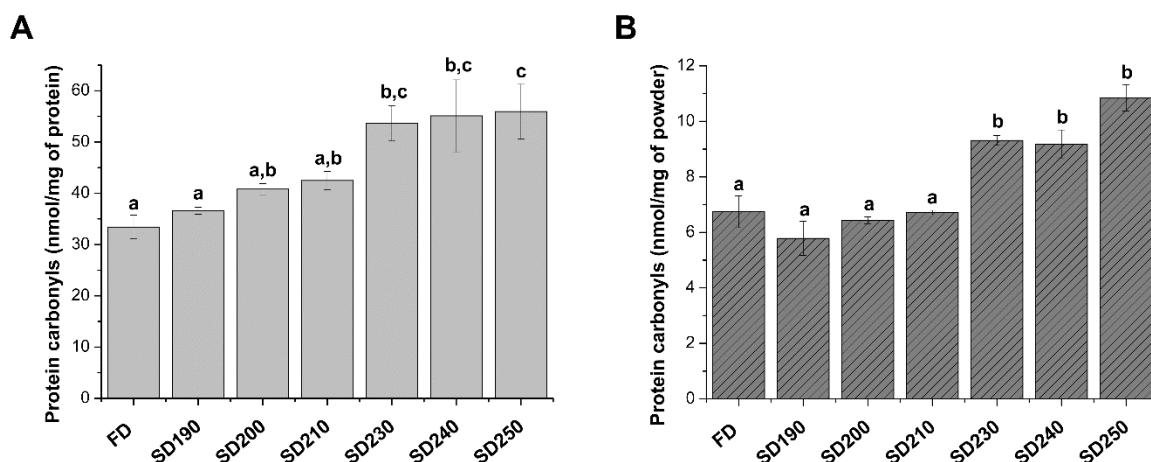 A
Protein carbonyls (nmol/mg of protein)
60
50
40
30
20
10
0
a
a
a,b
a,b
b,c
b,c
c
FD
SD190
SD200
SD210
SD230
SD240
SD250
B
Protein carbonyls (nmol/mg of powder)
12
10
8
6
4
2
0
a
a
a
a
b
b
b
FD
SD190
SD200
SD210
SD230
SD240
SD250